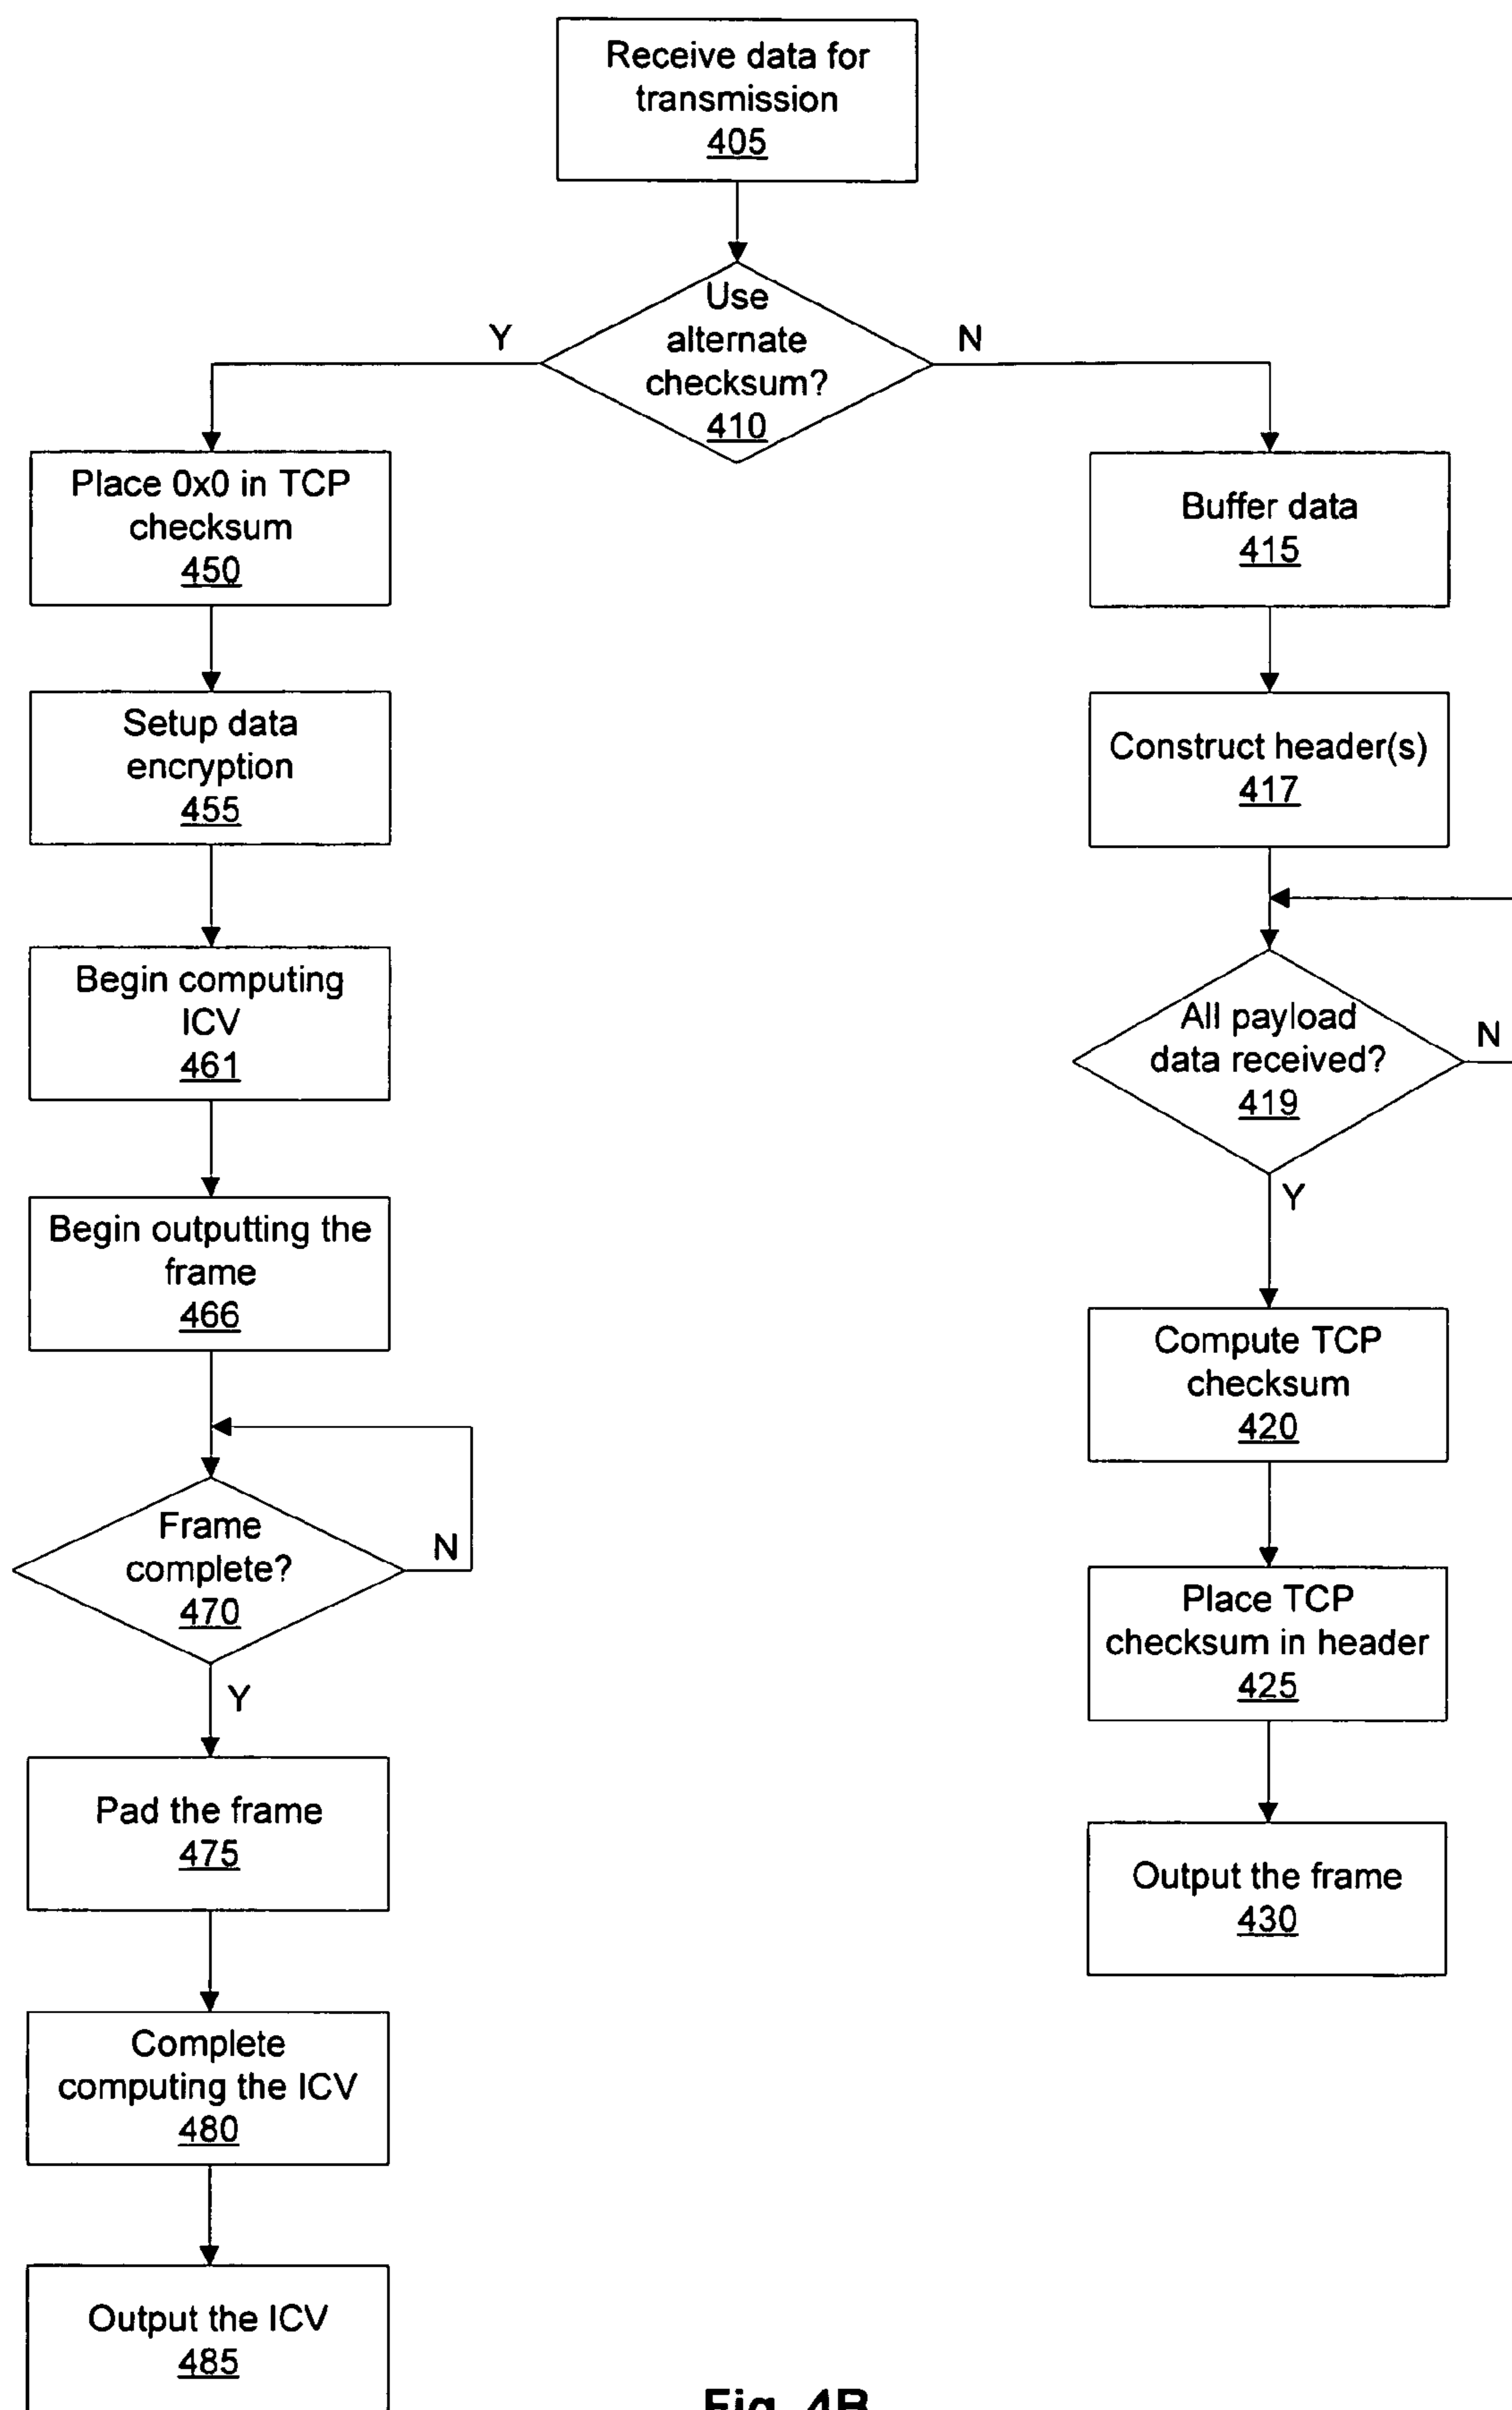 Receive data for
transmission
405
Use
alternate
checksum?
410
Y
N
Place 0x0 in TCP
checksum
450
Setup data
encryption
455
Begin computing
ICV
461
Begin outputting the
frame
466
Frame
complete?
470
N
Y
Pad the frame
475
Complete
computing the ICV
480
Output the ICV
485
Buffer data
415
Construct header(s)
417
All payload
data received?
419
N
Y
Compute TCP
checksum
420
Place TCP
checksum in header
425
Output the frame
430
Fig. 4B